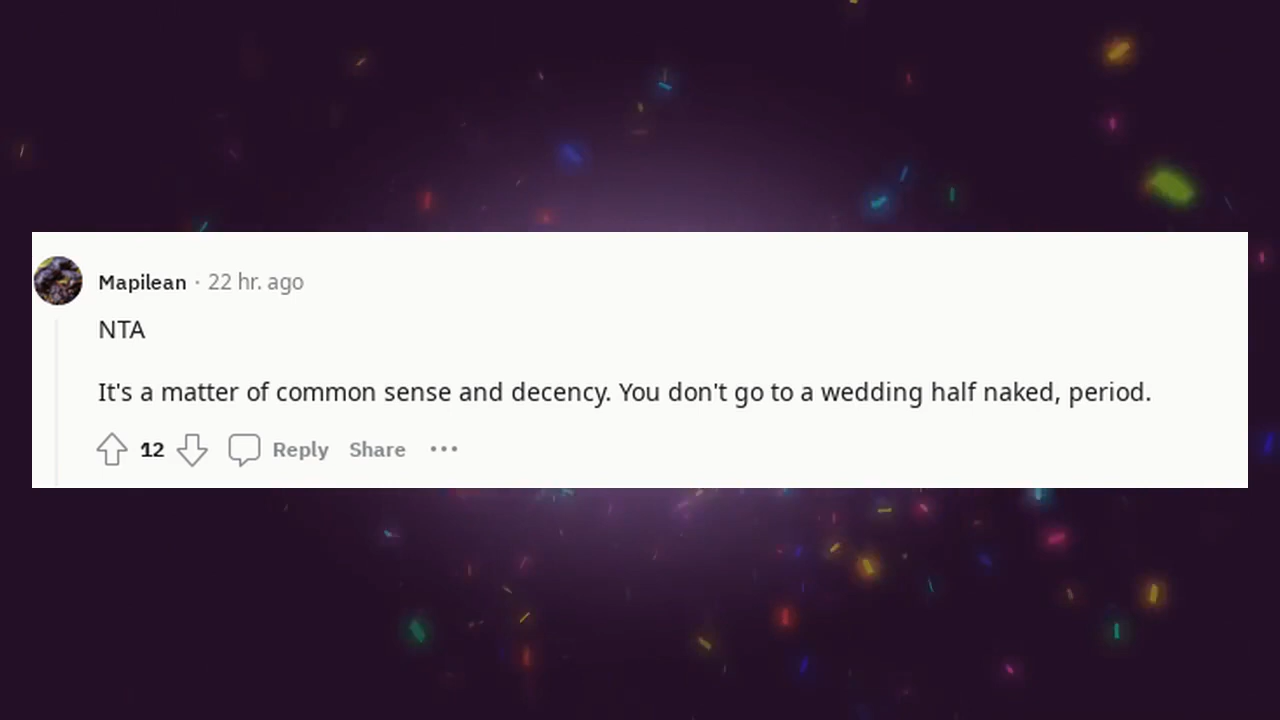 Mapilean · 22 hr. ago
NTA
It's a matter of common sense and decency. You don't go to a wedding half naked, period.
12 Reply Share ...